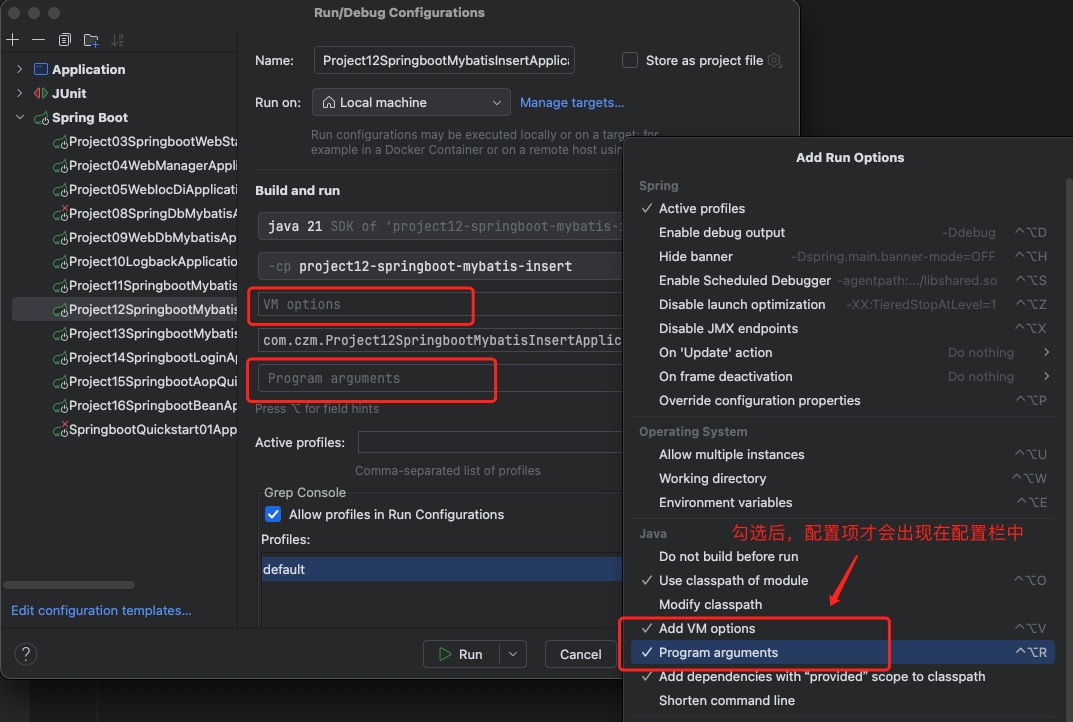 Run/Debug Configurations
Application
JUnit
Spring Boot
Project03SpringbootWebSta
Project04WebManagerAppli
Project05WebIocDiApplicati
Project08SpringDbMybatisA
Project09WebDbMybatisAp
Project10LogbackApplicatio
Project11SpringbootMybatis
Project12SpringbootMybatis
Project13SpringbootMybatis
Project14SpringbootLoginAp
Project15SpringbootAopQui
Project16SpringbootBeanAp
SpringbootQuickstart01App
Edit configuration templates...
?
Name:
Project12SpringbootMybatisInsertApplica
Store as project file
Run on:
Local machine
Manage targets...
Run configurations may be executed locally or on a target: for
example in a Docker Container or on a remote host usin
Build and run
java 21 SDK of 'project12-springboot-mybatis-i
-cp project12-springboot-mybatis-insert
VM options
com.czm.Project12SpringbootMybatisInsertApplic
Program arguments
Press ⌥ for field hints
Active profiles:
Comma-separated list of profiles
Grep Console
Allow profiles in Run Configurations
Profiles:
default
Run
Cancel
Add Run Options
Spring
Active profiles
Enable debug output -Ddebug ^⌥D
Hide banner -Dspring.main.banner-mode=OFF ^⌥H
Enable Scheduled Debugger -agentpath:.../libshared.so ^⌥S
Disable launch optimization -XX:TieredStopAtLevel=1 ^⌥Z
Disable JMX endpoints ^⌥X
On 'Update' action Do nothing
On frame deactivation Do nothing
Override configuration properties ^⌥P
Operating System
Allow multiple instances ^⌥U
Working directory ^⌥W
Environment variables ^⌥E
Java
勾选后，配置项才会出现在配置栏中
Do not build before run
Use classpath of module ^⌥O
Modify classpath
Add VM options ^⌥V
Program arguments ^⌥R
Add dependencies with “provided” scope to classpath
Shorten command line